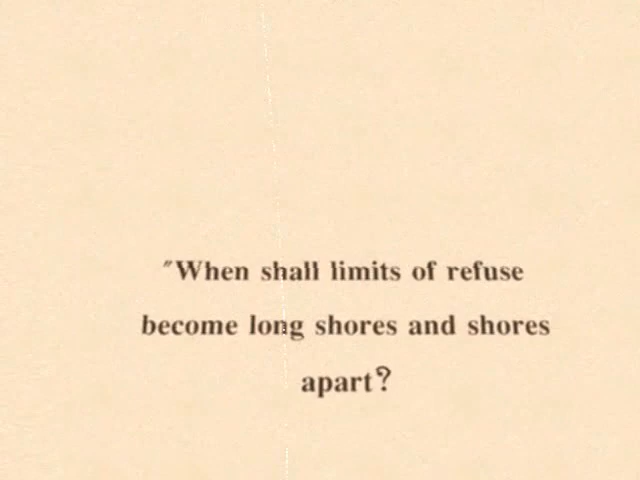 "When shall limits of refuse
become long shores and shores
apart?